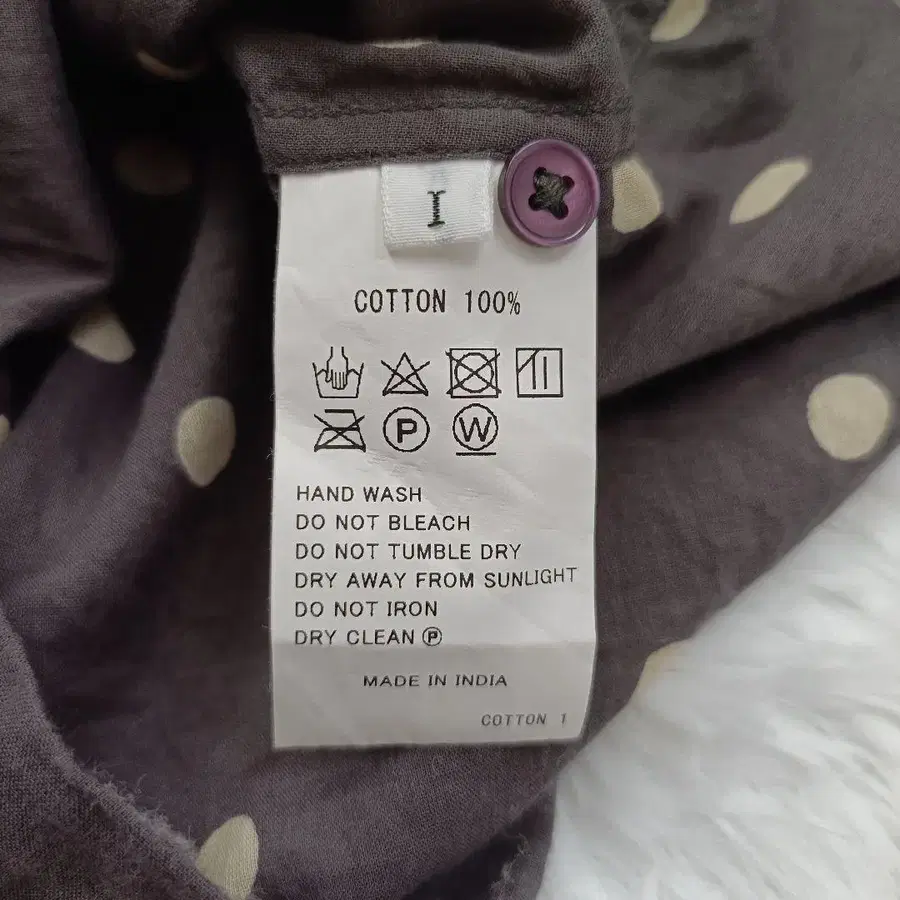 I
COTTON 100%
P W
HAND WASH
DO NOT BLEACH
DO NOT TUMBLE DRY
DRY AWAY FROM SUNLIGHT
DO NOT IRON
DRY CLEAN Ⓟ
MADE IN INDIA
COTTON 1